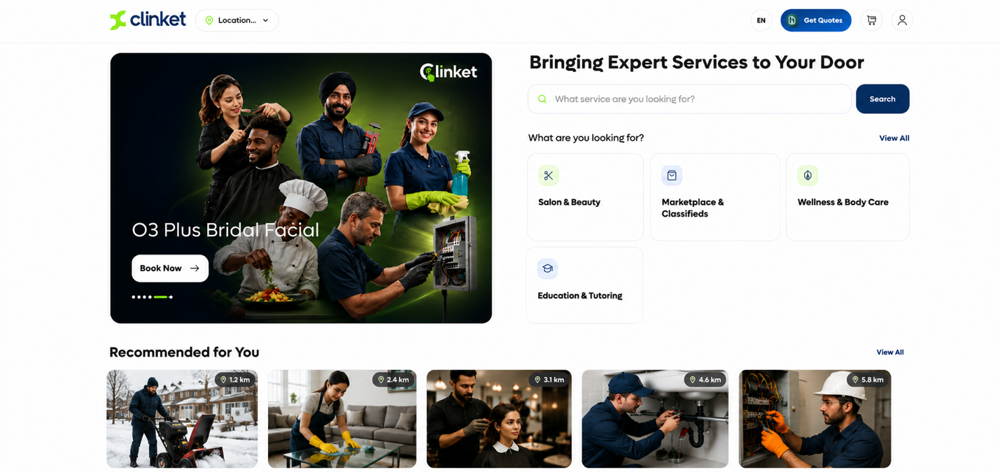 clinket
Location...
EN
Get Quotes
Clinket
O3 Plus Bridal Facial
Book Now
Bringing Expert Services to Your Door
What service are you looking for?
Search
What are you looking for?
View All
Salon & Beauty
Marketplace &
Classifieds
Wellness & Body Care
Education & Tutoring
Recommended for You
View All
1.2 km
2.4 km
3.1 km
4.6 km
5.8 km